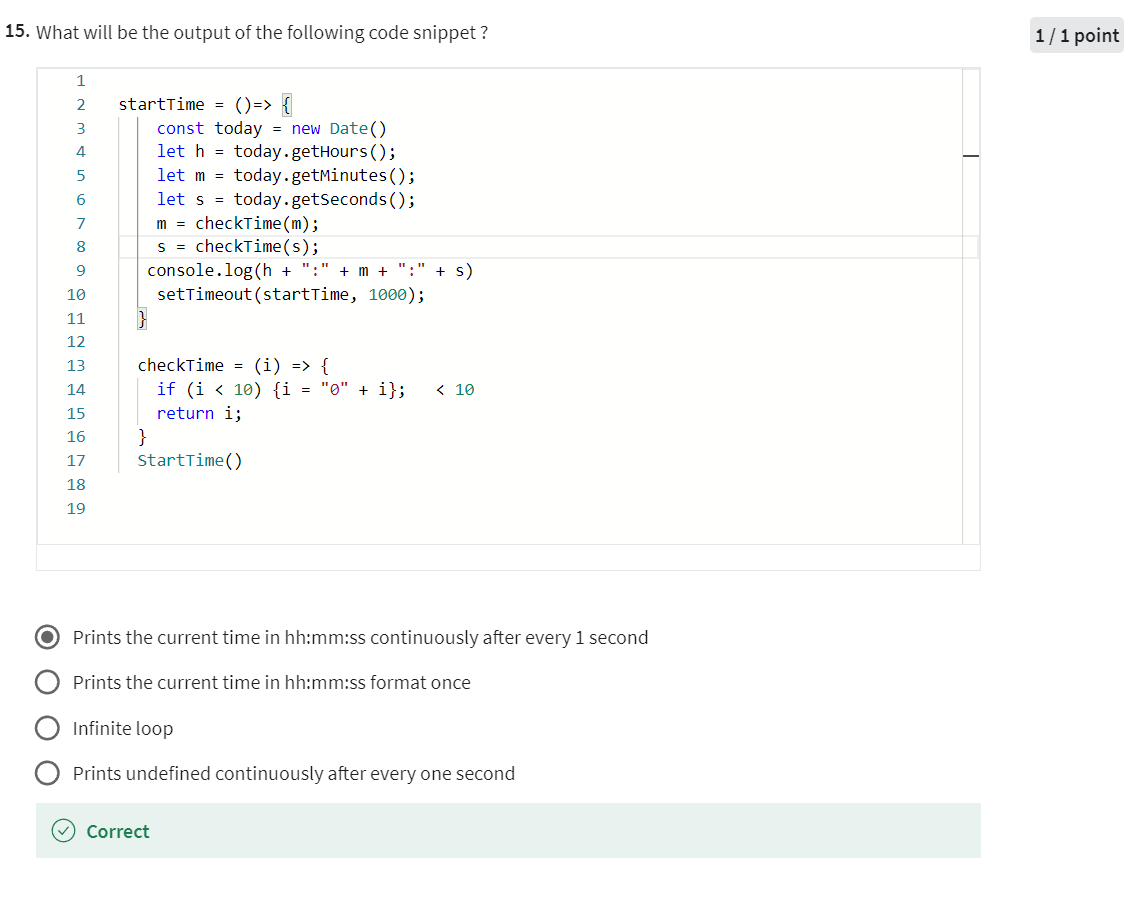 15. What will be the output of the following code snippet ?
1 / 1 point
1
2 startTime = ()=> {
3 const today = new Date()
4 let h = today.getHours();
5 let m = today.getMinutes();
6 let s = today.getSeconds();
7 m = checkTime(m);
8 s = checkTime(s);
9 console.log(h + ":" + m + ":" + s)
10 setTimeout(startTime, 1000);
11 }
12
13 checkTime = (i) => {
14 if (i < 10) {i = "0" + i}; < 10
15 return i;
16 }
17 StartTime()
18
19
Prints the current time in hh:mm:ss continuously after every 1 second
Prints the current time in hh:mm:ss format once
Infinite loop
Prints undefined continuously after every one second
Correct